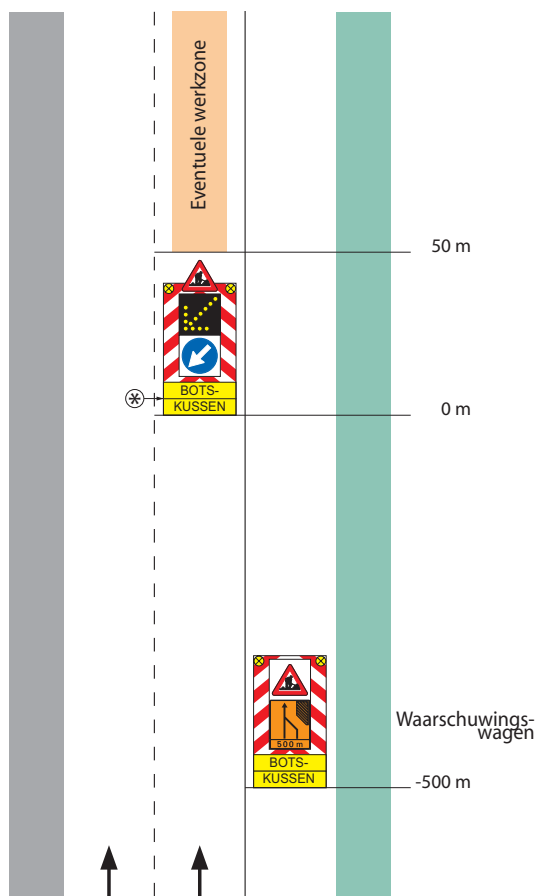 Eventuele werkzone
50 m
BOTS-
KUSSEN
0 m
500 m
BOTS-
KUSSEN
Waarschuwings-
wagen
-500 m